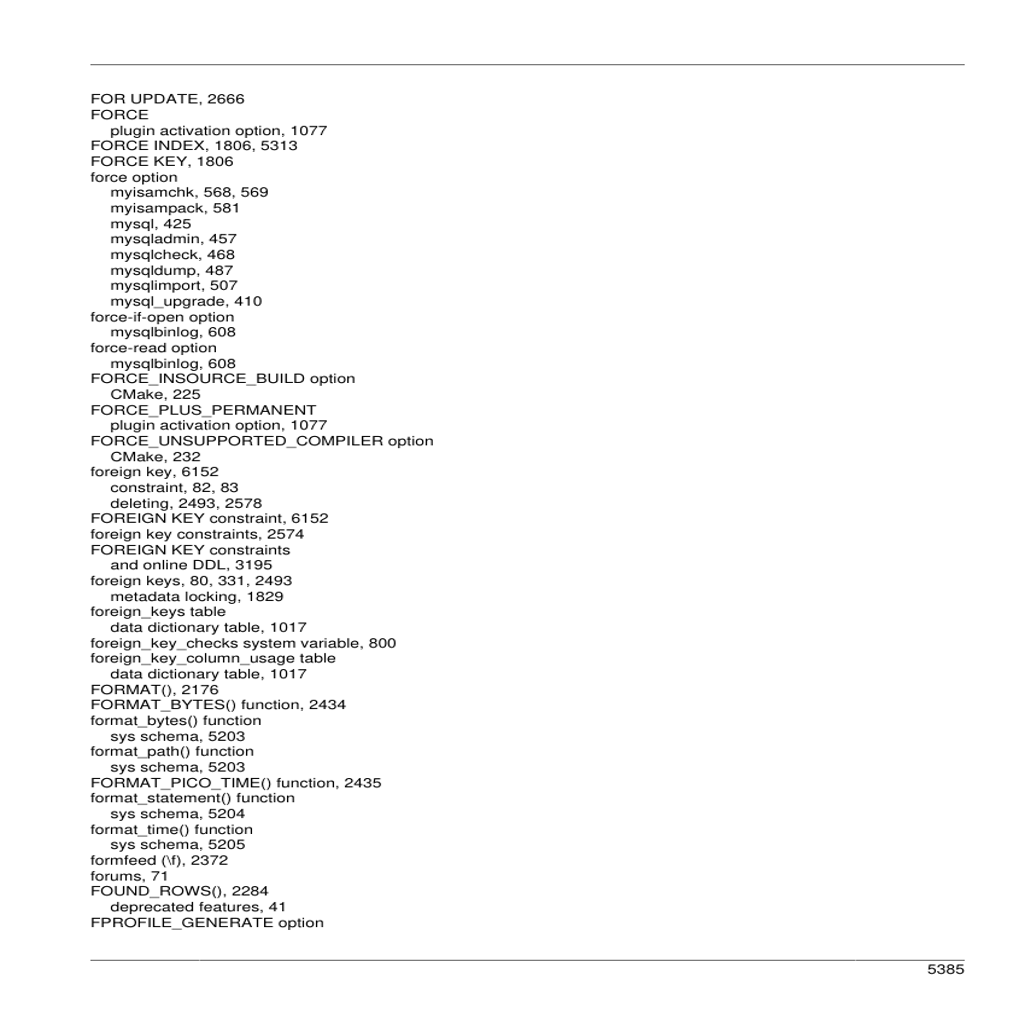 FOR UPDATE, 2666
FORCE
plugin activation option, 1077
FORCE INDEX, 1806, 5313
FORCE KEY, 1806
force option
myisamchk, 568, 569
myisampack, 581
mysql, 425
mysqladmin, 457
mysqlcheck, 468
mysqldump, 487
mysqlimport, 507
mysql_upgrade, 410
force-if-open option
mysqlbinlog, 608
force-read option
mysqlbinlog, 608
FORCE_INSOURCE_BUILD option
CMake, 225
FORCE_PLUS_PERMANENT
plugin activation option, 1077
FORCE_UNSUPPORTED_COMPILER option
CMake, 232
foreign key, 6152
constraint, 82, 83
deleting, 2493, 2578
FOREIGN KEY constraint, 6152
foreign key constraints, 2574
FOREIGN KEY constraints
and online DDL, 3195
foreign keys, 80, 331, 2493
metadata locking, 1829
foreign_keys table
data dictionary table, 1017
foreign_key_checks system variable, 800
foreign_key_column_usage table
data dictionary table, 1017
FORMAT(), 2176
FORMAT_BYTES() function, 2434
format_bytes() function
sys schema, 5203
format_path() function
sys schema, 5203
FORMAT_PICO_TIME() function, 2435
format_statement() function
sys schema, 5204
format_time() function
sys schema, 5205
formfeed (\f), 2372
forums, 71
FOUND_ROWS(), 2284
deprecated features, 41
FPROFILE_GENERATE option
5385